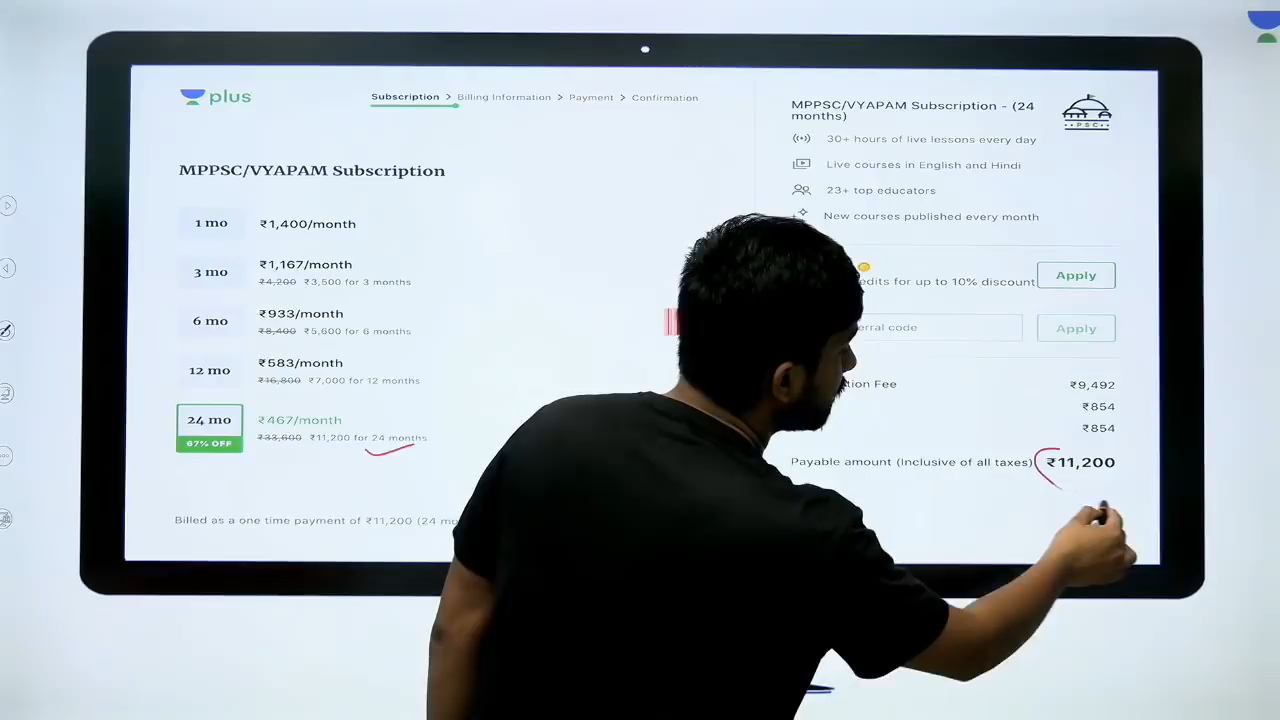 plus
Subscription > Billing Information > Payment > Confirmation
MPPSC/VYAPAM Subscription
1 mo ₹1,400/month
3 mo ₹1,167/month
₹4,200 ₹3,500 for 3 months
6 mo ₹933/month
₹8,400 ₹5,600 for 6 months
12 mo ₹583/month
₹16,800 ₹7,000 for 12 months
24 mo ₹467/month
67% OFF ₹33,600 ₹11,200 for 24 months
Billed as a one time payment of ₹11,200 (24
MPPSC/VYAPAM Subscription - (24
months)
PSC
30+ hours of live lessons every day
Live courses in English and Hindi
23+ top educators
New courses published every month
for up to 10% discount Apply
code Apply
Fee ₹9,492
₹854
₹854
Payable amount (Inclusive of all taxes) ₹11,200